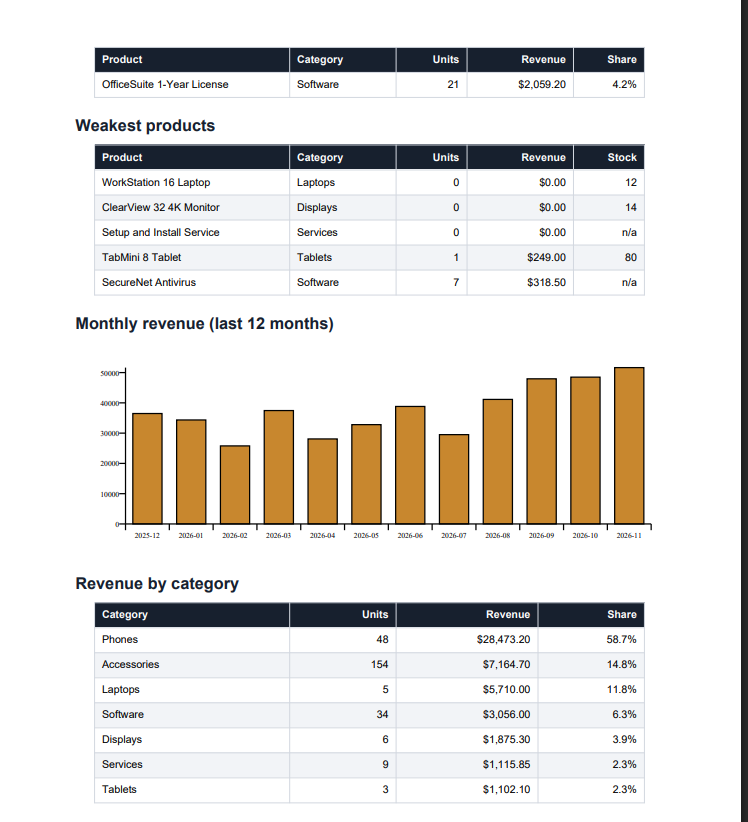 Product Category Units Revenue Share
OfficeSuite 1-Year License Software 21 $2,059.20 4.2%
Weakest products
Product Category Units Revenue Stock
WorkStation 16 Laptop Laptops 0 $0.00 12
ClearView 32 4K Monitor Displays 0 $0.00 14
Setup and Install Service Services 0 $0.00 n/a
TabMini 8 Tablet Tablets 1 $249.00 80
SecureNet Antivirus Software 7 $318.50 n/a
Monthly revenue (last 12 months)
50000
40000
30000
20000
10000
0
2025-12 2026-01 2026-02 2026-03 2026-04 2026-05 2026-06 2026-07 2026-08 2026-09 2026-10 2026-11
Revenue by category
Category Units Revenue Share
Phones 48 $28,473.20 58.7%
Accessories 154 $7,164.70 14.8%
Laptops 5 $5,710.00 11.8%
Software 34 $3,056.00 6.3%
Displays 6 $1,875.30 3.9%
Services 9 $1,115.85 2.3%
Tablets 3 $1,102.10 2.3%